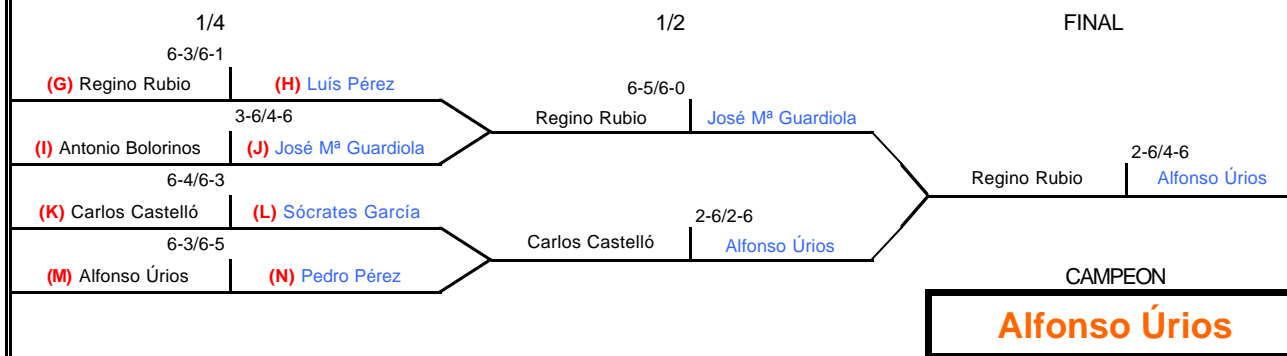 1/4 1/2 FINAL
6-3/6-1
(G) Regino Rubio (H) Luís Pérez
6-5/6-0
3-6/4-6
Regino Rubio José Mª Guardiola
(I) Antonio Bolorinos (J) José Mª Guardiola
2-6/4-6
6-4/6-3
Regino Rubio Alfonso Úrios
(K) Carlos Castelló (L) Sócrates García
2-6/2-6
6-3/6-5
Carlos Castelló Alfonso Úrios
(M) Alfonso Úrios (N) Pedro Pérez
CAMPEON
Alfonso Úrios